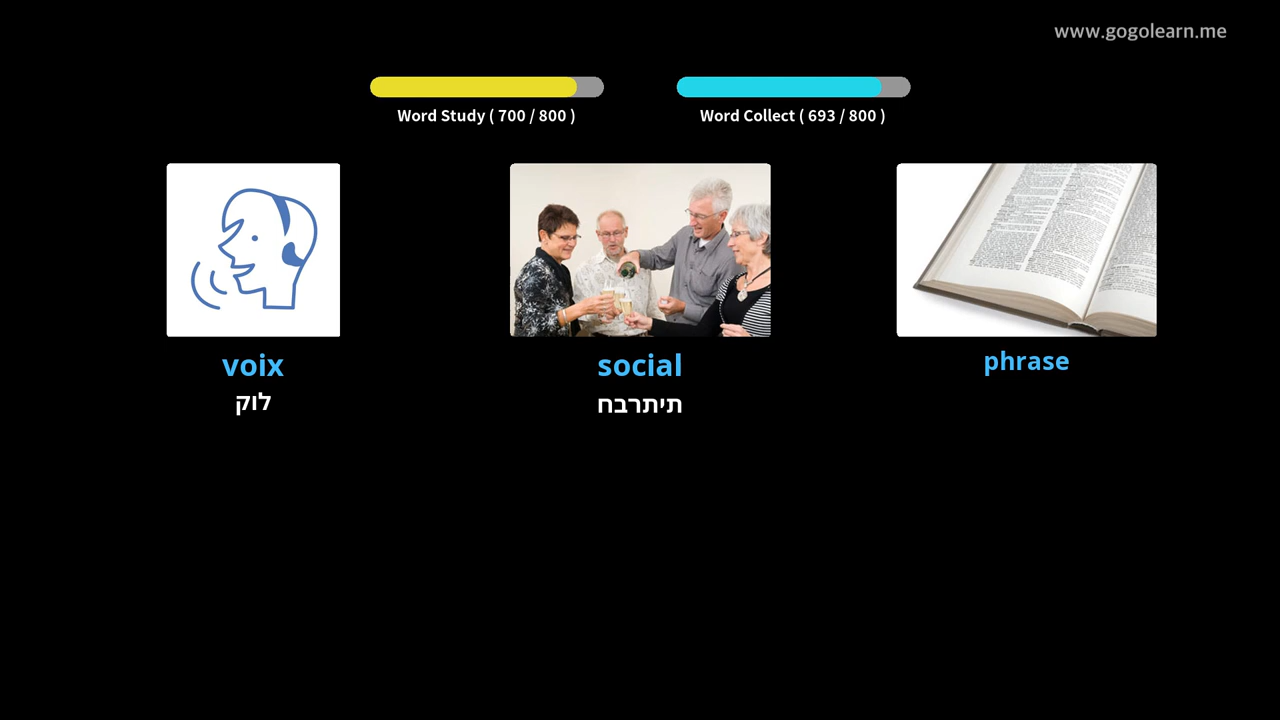 www.gogolearn.me
Word Study ( 700 / 800 )
Word Collect ( 693 / 800 )
voix
לוק
social
תיתרבח
phrase